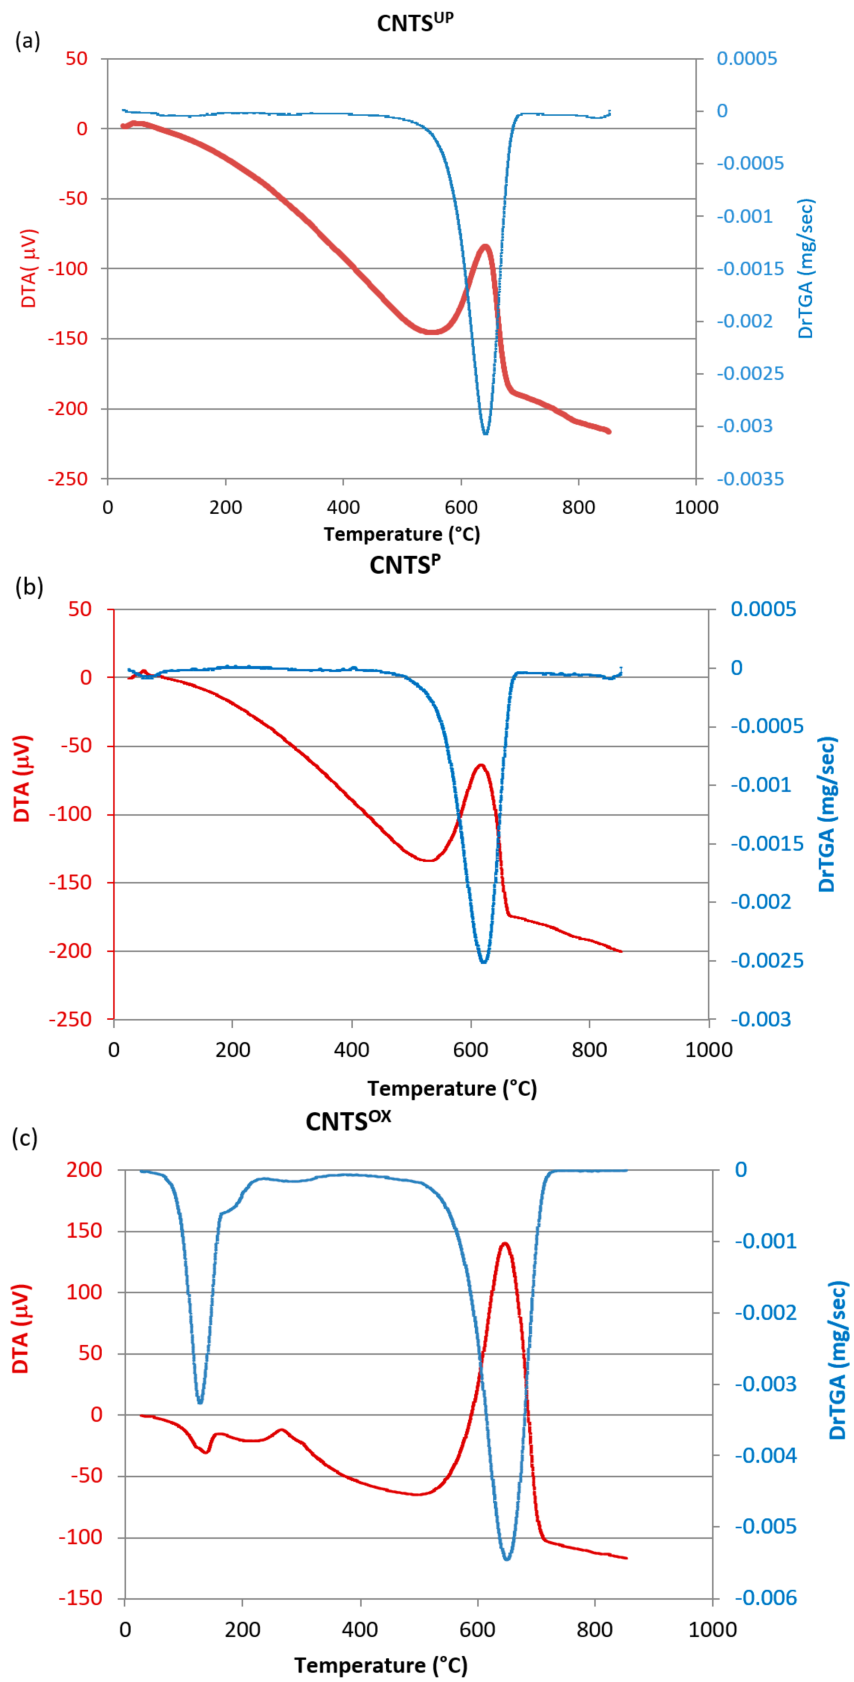 CNTSᵁᴾ
(a)
50
0
-50
-100
-150
-200
-250
DTA( µV)
0.0005
0
-0.0005
-0.001
-0.0015
-0.002
-0.0025
-0.003
-0.0035
DrTGA (mg/sec)
0 200 400 600 800 1000
Temperature (°C)
CNTSᴾ
(b)
50
0
-50
-100
-150
-200
-250
DTA (µV)
0.0005
0
-0.0005
-0.001
-0.0015
-0.002
-0.0025
-0.003
DrTGA (mg/sec)
0 200 400 600 800 1000
Temperature (°C)
CNTSᴼˣ
(c)
200
150
100
50
0
-50
-100
-150
DTA (µV)
0
-0.001
-0.002
-0.003
-0.004
-0.005
-0.006
DrTGA (mg/sec)
0 200 400 600 800 1000
Temperature (°C)